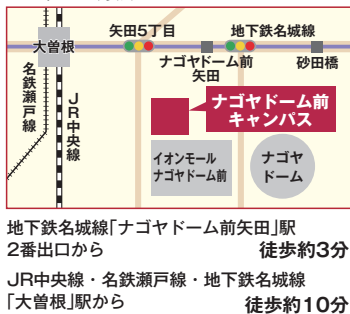 矢田5丁目
地下鉄名城線
大曽根
ナゴヤドーム前
矢田
砂田橋
名鉄瀬戸線
JR中央線
ナゴヤドーム前
キャンパス
イオンモール
ナゴヤドーム前
ナゴヤ
ドーム
地下鉄名城線「ナゴヤドーム前矢田」駅
2番出口から 徒歩約3分
JR中央線・名鉄瀬戸線・地下鉄名城線
「大曽根」駅から 徒歩約10分